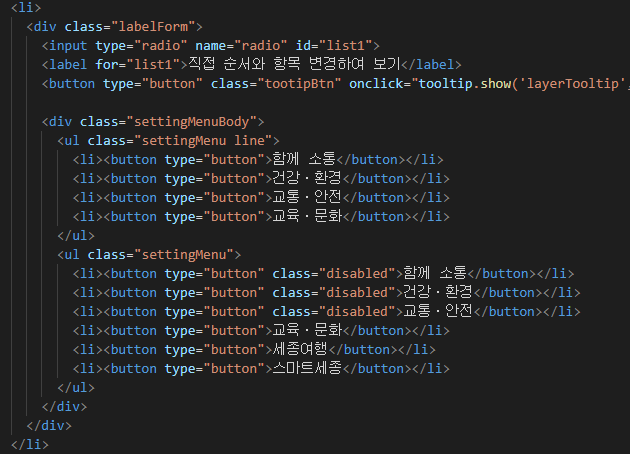 <li>
<div class="labelForm">
<input type="radio" name="radio" id="list1">
<label for="list1">직접 순서와 항목 변경하여 보기</label>
<button type="button" class="tootipBtn" onclick="tooltip.show('layerTooltip',
<div class="settingMenuBody">
<ul class="settingMenu line">
<li><button type="button">함께 소통</button></li>
<li><button type="button">건강·환경</button></li>
<li><button type="button">교통·안전</button></li>
<li><button type="button">교육·문화</button></li>
</ul>
<ul class="settingMenu">
<li><button type="button" class="disabled">함께 소통</button></li>
<li><button type="button" class="disabled">건강·환경</button></li>
<li><button type="button" class="disabled">교통·안전</button></li>
<li><button type="button">교육·문화</button></li>
<li><button type="button">세종여행</button></li>
<li><button type="button">스마트세종</button></li>
</ul>
</div>
</div>
</li>